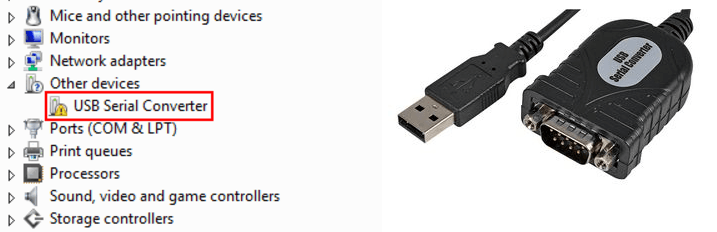 Mice and other pointing devices
Monitors
Network adapters
Other devices
USB Serial Converter
Ports (COM & LPT)
Print queues
Processors
Sound, video and game controllers
Storage controllers
USB
Serial Converter